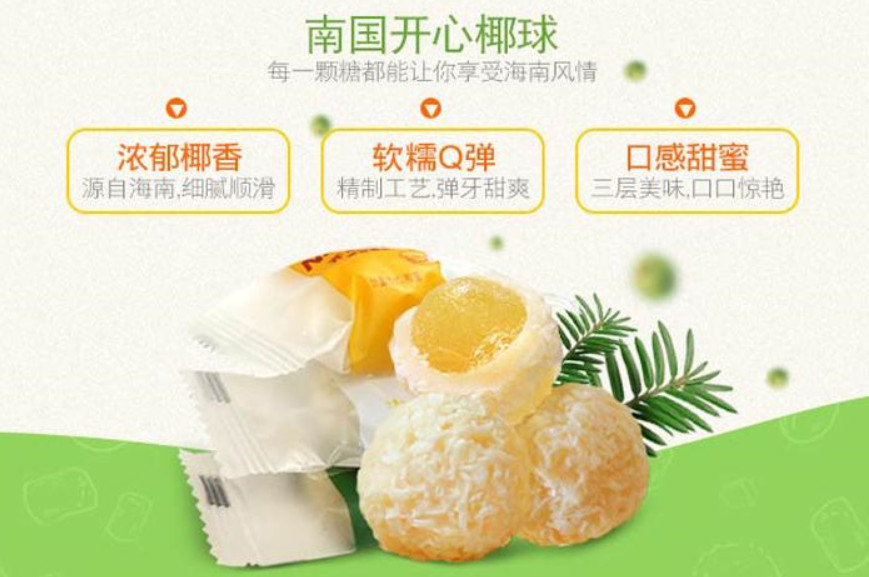 南国开心椰球
每一颗糖都能让你享受海南风情
浓郁椰香
源自海南,细腻顺滑
软糯Q弹
精制工艺,弹牙甜爽
口感甜蜜
三层美味,口口惊艳